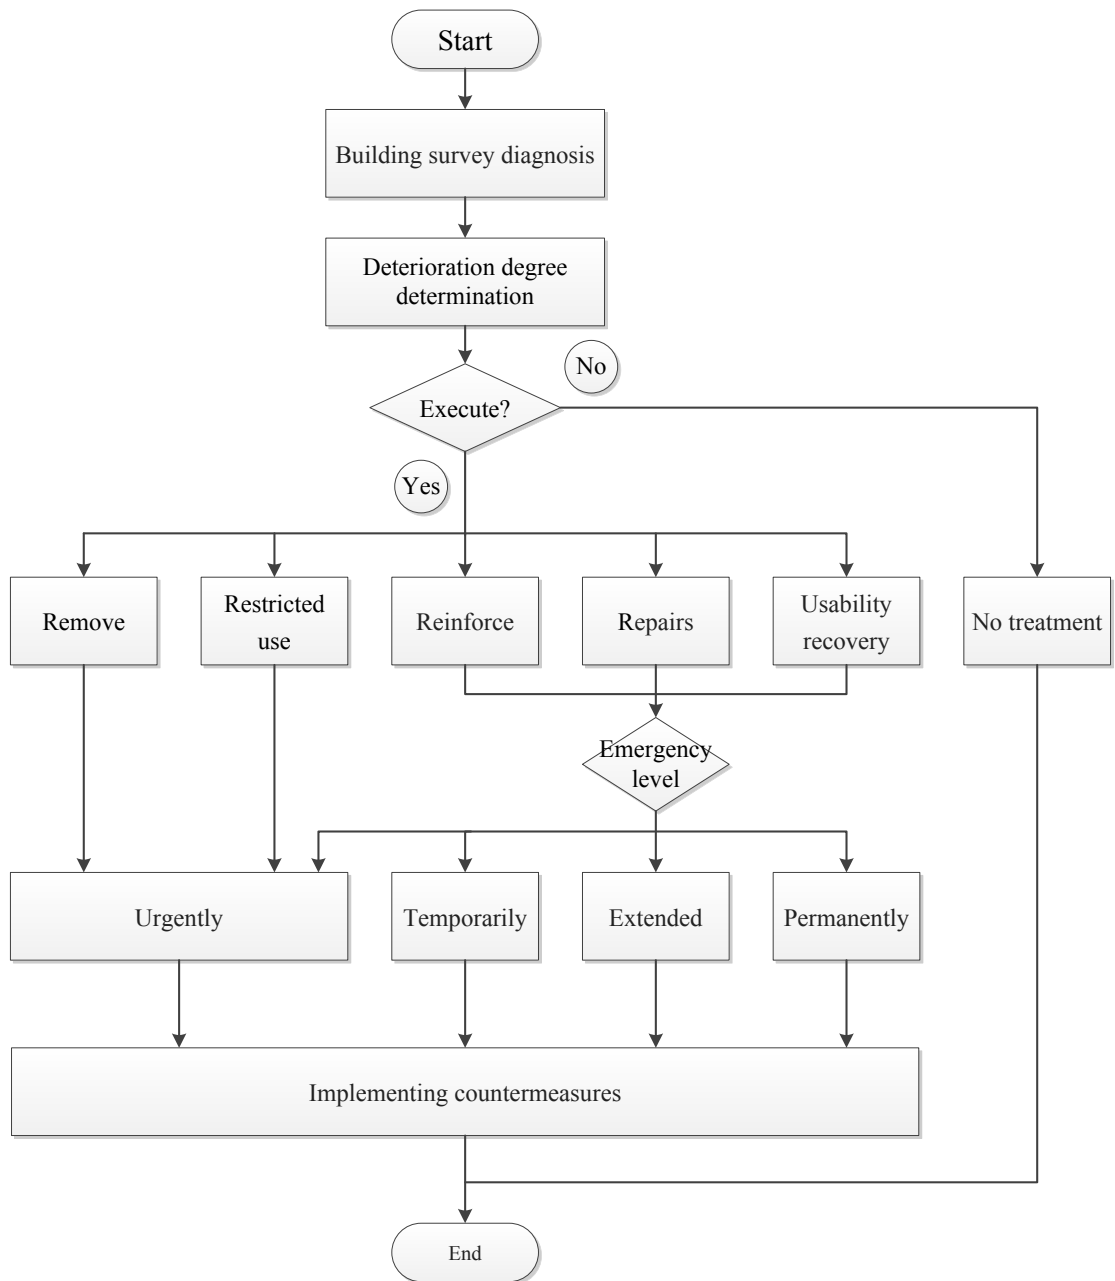 Start
Building survey diagnosis
Deterioration degree
determination
No
Execute?
Yes
Remove
Restricted
use
Reinforce
Repairs
Usability
recovery
No treatment
Emergency
level
Urgently
Temporarily
Extended
Permanently
Implementing countermeasures
End